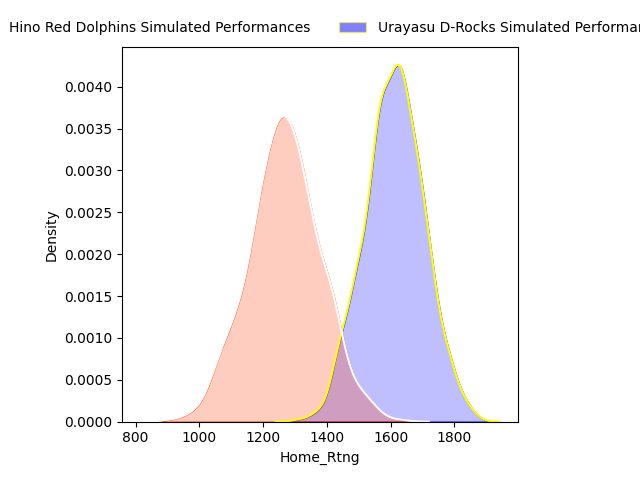 Hino Red Dolphins Simulated Performances Urayasu D-Rocks Simulated
0.0040
0.0035
0.0030
0.0025
0.0020
0.0015
0.0010
0.0005
0.0000
Density
800 1000 1200 1400 1600 1800
Home_Rtng